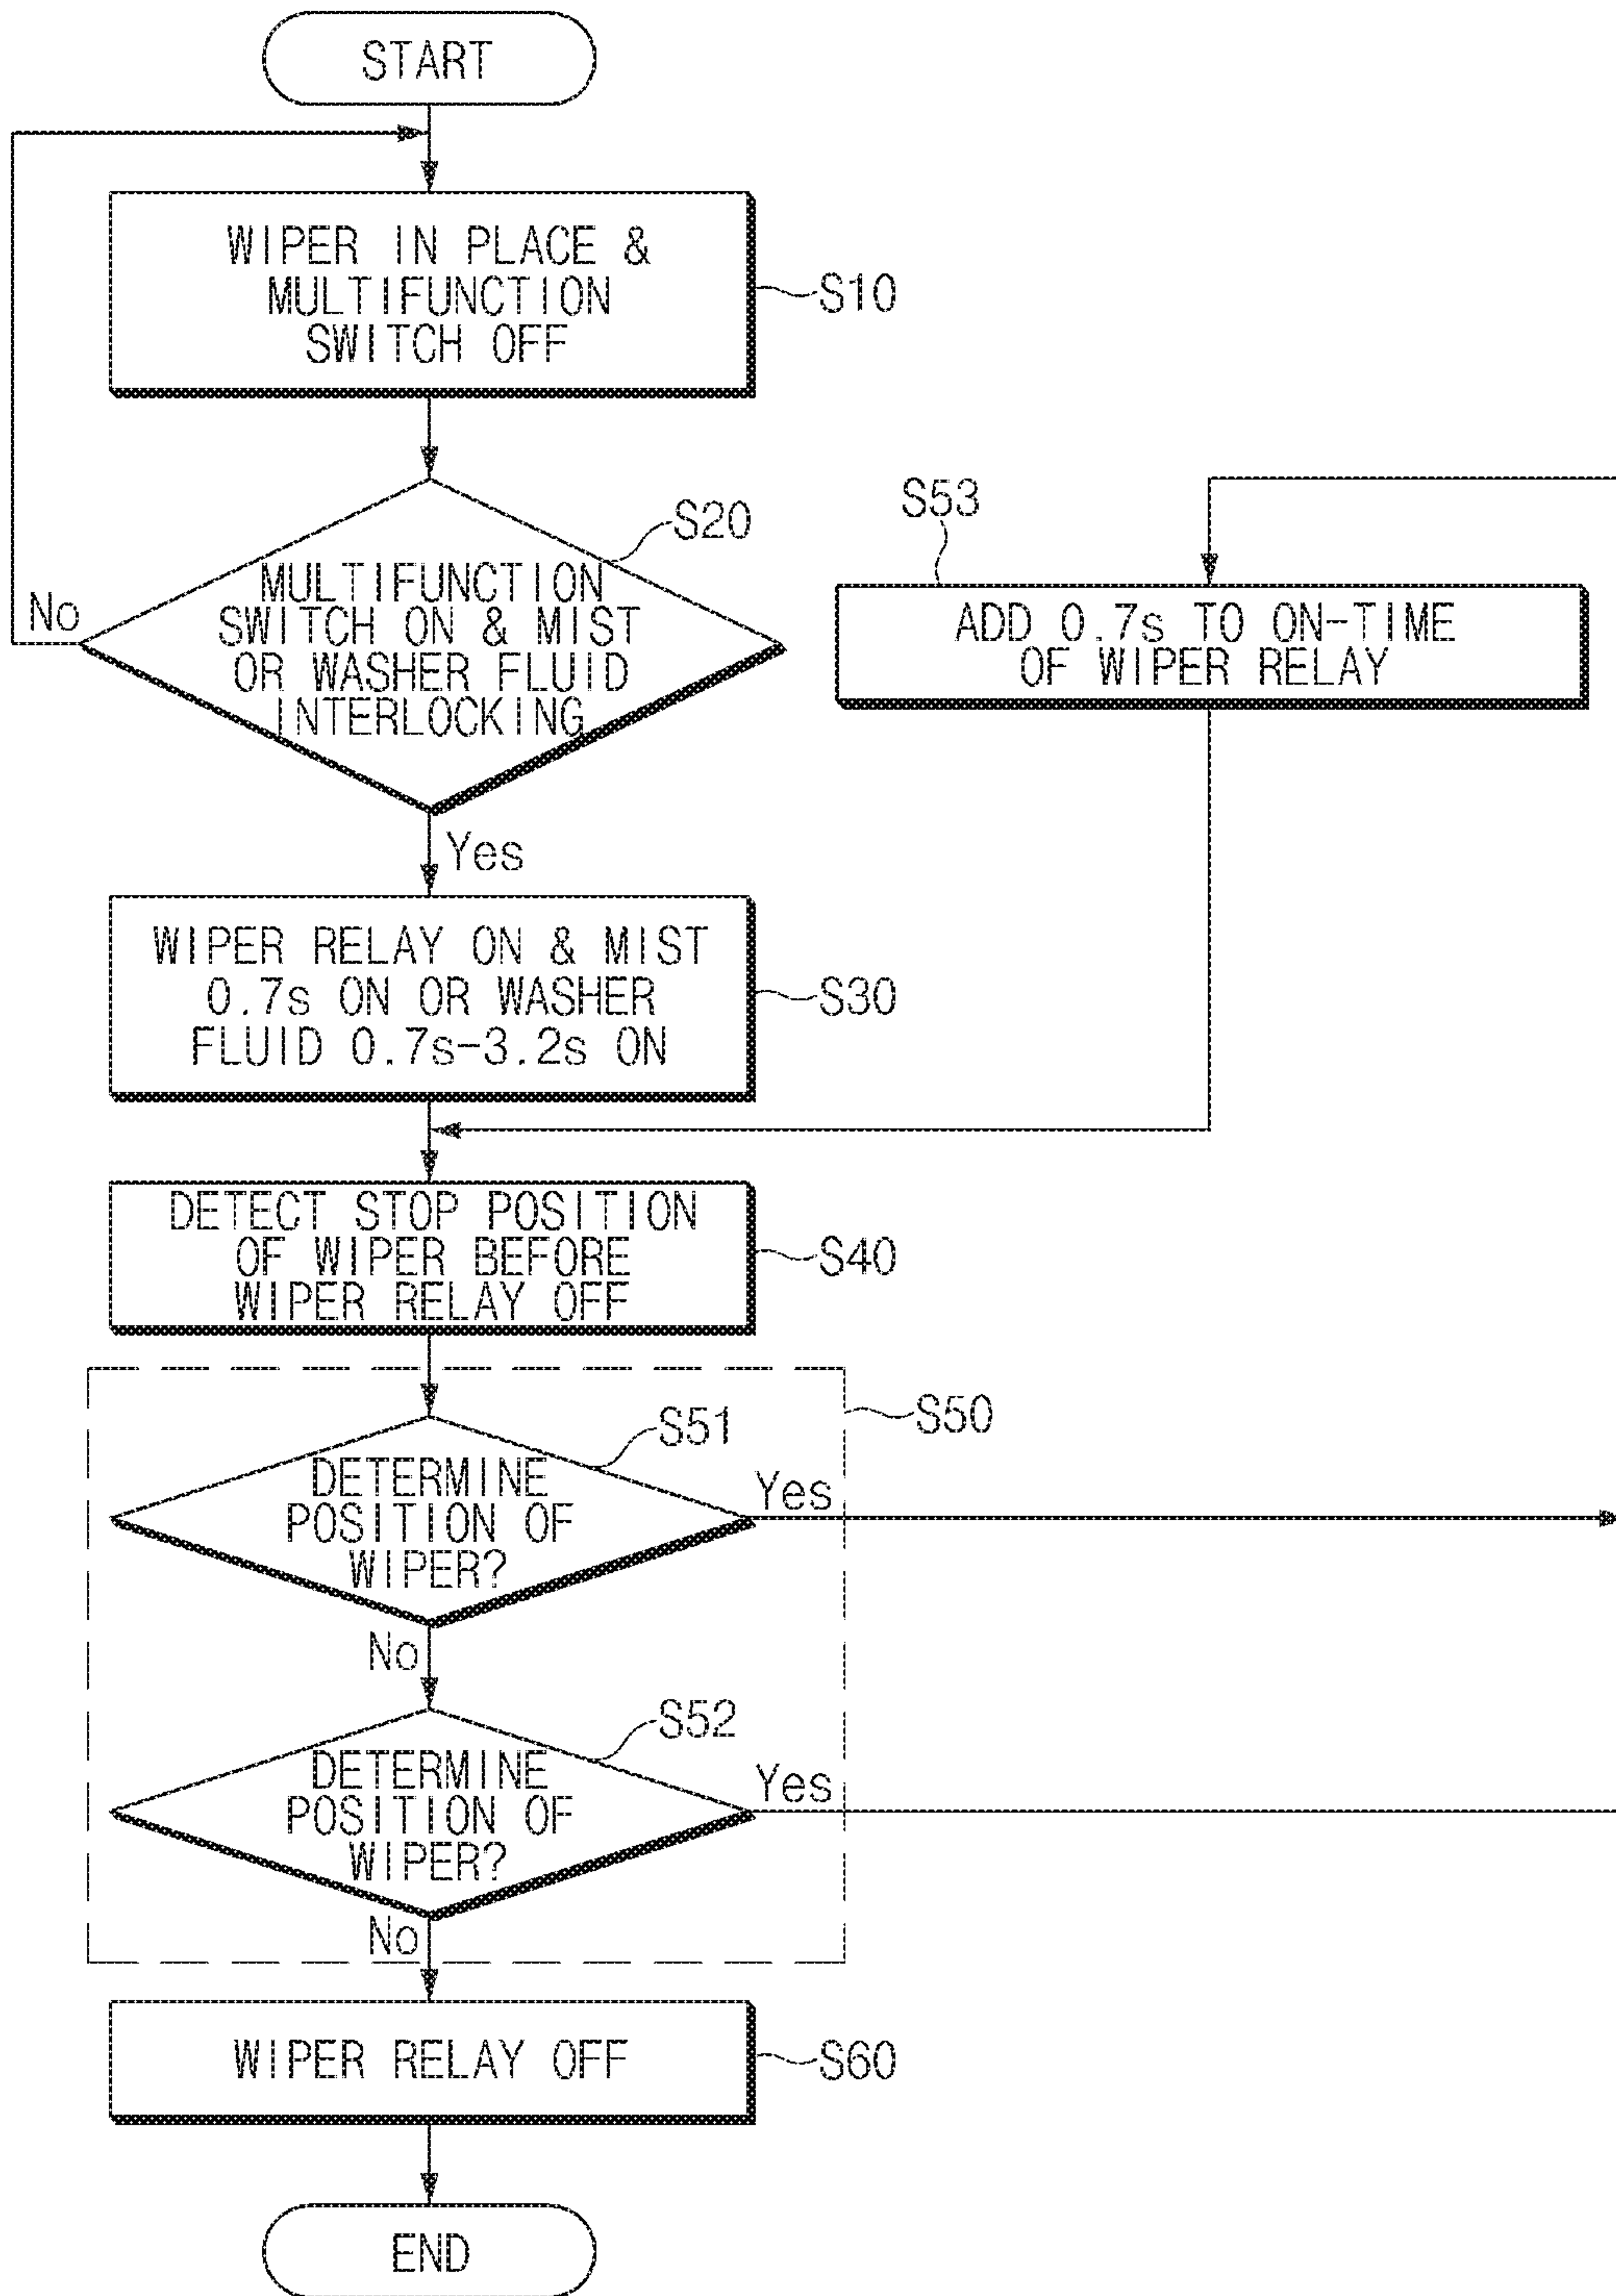 START
WIPER IN PLACE &
MULTIFUNCTION
SWITCH OFF
S10
S20
MULTIFUNCTION
SWITCH ON & MIST
OR WASHER FLUID
INTERLOCKING
No
Yes
S53
ADD 0.7s TO ON-TIME
OF WIPER RELAY
WIPER RELAY ON & MIST
0.7s ON OR WASHER
FLUID 0.7s-3.2s ON
S30
DETECT STOP POSITION
OF WIPER BEFORE
WIPER RELAY OFF
S40
S50
S51
DETERMINE
POSITION OF
WIPER?
Yes
No
S52
DETERMINE
POSITION OF
WIPER?
Yes
No
WIPER RELAY OFF
S60
END